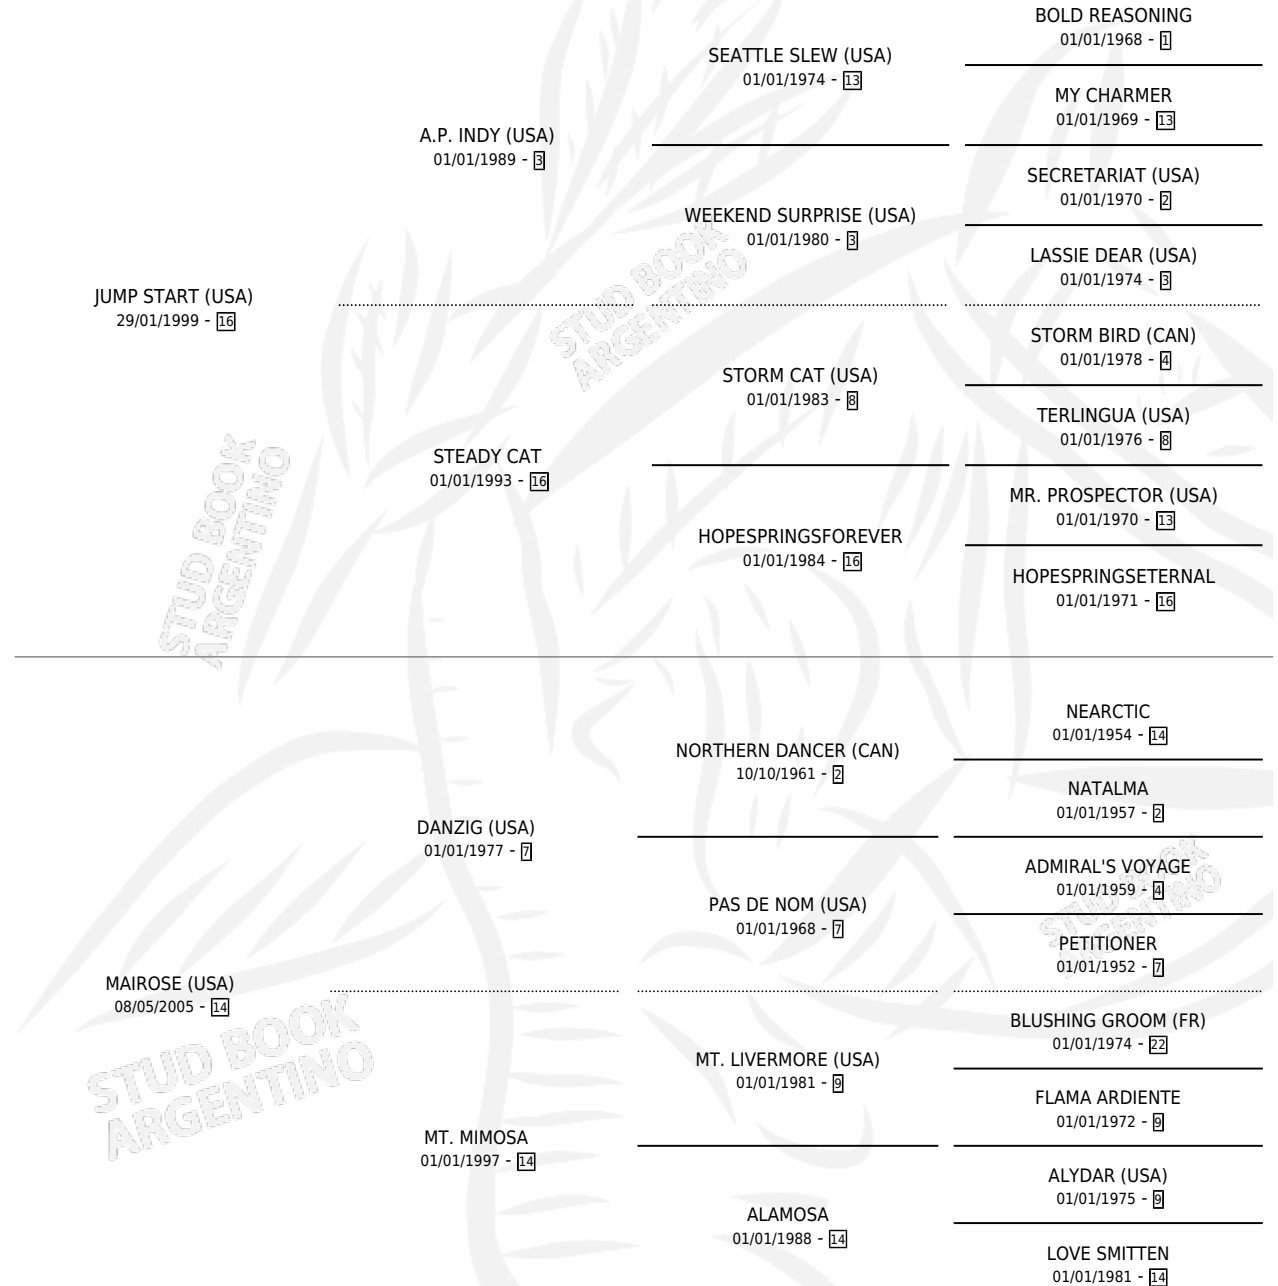 BOLD REASONING
01/01/1968 - 1
SEATTLE SLEW (USA)
01/01/1974 - 13
MY CHARMER
01/01/1969 - 13
A.P. INDY (USA)
01/01/1989 - 3
SECRETARIAT (USA)
01/01/1970 - 2
WEEKEND SURPRISE (USA)
01/01/1980 - 3
LASSIE DEAR (USA)
01/01/1974 - 3
JUMP START (USA)
29/01/1999 - 16
STORM BIRD (CAN)
01/01/1978 - 4
STORM CAT (USA)
01/01/1983 - 8
TERLINGUA (USA)
01/01/1976 - 8
STEADY CAT
01/01/1993 - 16
MR. PROSPECTOR (USA)
01/01/1970 - 13
HOPESPRINGSFOREVER
01/01/1984 - 16
HOPESPRINGSETERNAL
01/01/1971 - 16
NEARCTIC
01/01/1954 - 14
NORTHERN DANCER (CAN)
10/10/1961 - 2
NATALMA
01/01/1957 - 2
DANZIG (USA)
01/01/1977 - 7
ADMIRAL'S VOYAGE
01/01/1959 - 4
PAS DE NOM (USA)
01/01/1968 - 7
PETITIONER
01/01/1952 - 7
MAIROSE (USA)
08/05/2005 - 14
BLUSHING GROOM (FR)
01/01/1974 - 22
MT. LIVERMORE (USA)
01/01/1981 - 9
FLAMA ARDIENTE
01/01/1972 - 9
MT. MIMOSA
01/01/1997 - 14
ALYDAR (USA)
01/01/1975 - 9
ALAMOSA
01/01/1988 - 14
LOVE SMITTEN
01/01/1981 - 14
STUD BOOK
ARGENTINO
STUD BOOK
ARGENTINO
STUD BOOK
ARGENTINO
STUD BOOK
ARGENTINO